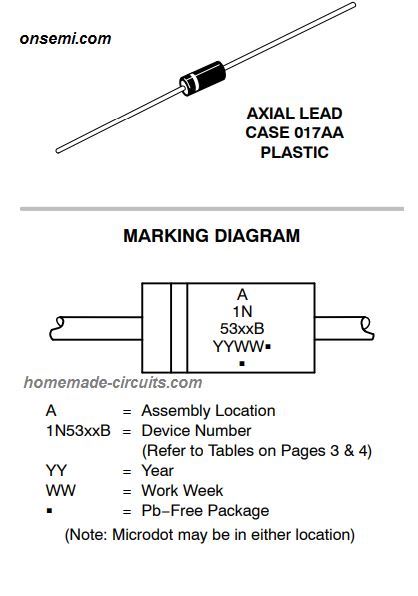 onsemi.com
AXIAL LEAD
CASE 017AA
PLASTIC
MARKING DIAGRAM
A
1N
53xxB
YYWW▪
▪
homemade-circuits.com
A = Assembly Location
1N53xxB = Device Number
(Refer to Tables on Pages 3 & 4)
YY = Year
WW = Work Week
▪ = Pb−Free Package
(Note: Microdot may be in either location)